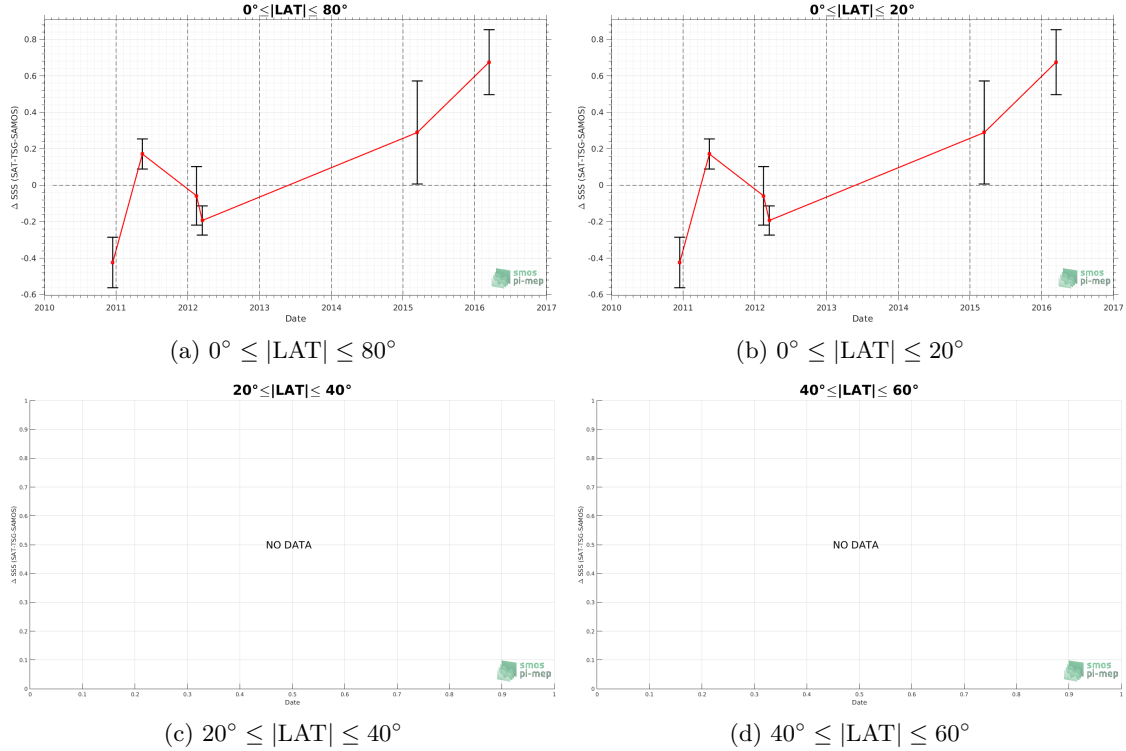 0°≤|LAT|≤ 80°
Δ SSS (SAT-TSG-SAMOS)
0.8
0.6
0.4
0.2
0
-0.2
-0.4
-0.6
2010 2011 2012 2013 2014 2015 2016 2017
Date
smos
pi-mep
(a) 0° ≤ |LAT| ≤ 80°
0°≤|LAT|≤ 20°
Δ SSS (SAT-TSG-SAMOS)
0.8
0.6
0.4
0.2
0
-0.2
-0.4
-0.6
2010 2011 2012 2013 2014 2015 2016 2017
Date
smos
pi-mep
(b) 0° ≤ |LAT| ≤ 20°
20°≤|LAT|≤ 40°
Δ SSS (SAT-TSG-SAMOS)
1
0.9
0.8
0.7
0.6
0.5
0.4
0.3
0.2
0.1
0
NO DATA
0 0.1 0.2 0.3 0.4 0.5 0.6 0.7 0.8 0.9 1
Date
smos
pi-mep
(c) 20° ≤ |LAT| ≤ 40°
40°≤|LAT|≤ 60°
Δ SSS (SAT-TSG-SAMOS)
1
0.9
0.8
0.7
0.6
0.5
0.4
0.3
0.2
0.1
0
NO DATA
0 0.1 0.2 0.3 0.4 0.5 0.6 0.7 0.8 0.9 1
Date
smos
pi-mep
(d) 40° ≤ |LAT| ≤ 60°